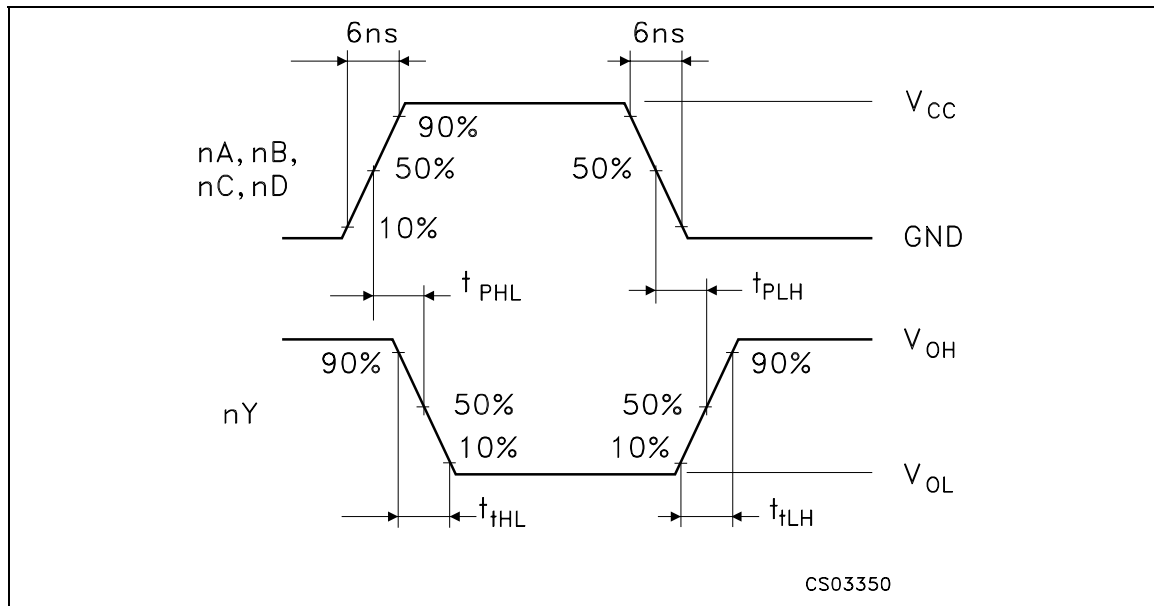 6ns
6ns
V_CC
90%
nA, nB,
nC, nD
50%
50%
10%
GND
t_PHL
t_PLH
V_OH
90%
90%
nY
50%
50%
10%
10%
V_OL
t_tHL
t_tLH
CS03350